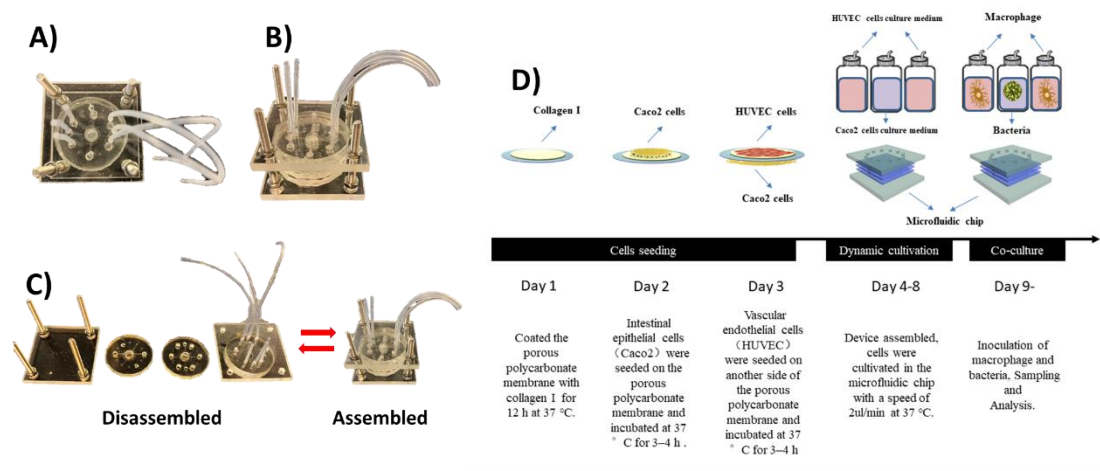 A)
B)
C)
Disassembled
Assembled
D)
HUVEC cells culture medium
Macrophage
Collagen I
Caco2 cells
HUVEC cells
Caco2 cells
Caco2 cells culture medium
Bacteria
Microfluidic chip
Cells seeding
Dynamic cultivation
Co-culture
Day 1
Day 2
Day 3
Day 4-8
Day 9-
Coated the
porous
polycarbonate
membrane with
collagen I for
12 h at 37 °C.
Intestinal
epithelial cells
（Caco2）were
seeded on the
porous
polycarbonate
membrane and
incubated at 37
° C for 3–4 h .
Vascular
endothelial cells
（HUVEC）
were seeded on
another side of
the porous
polycarbonate
membrane and
incubated at 37
° C for 3–4 h
Device assembled,
cells were
cultivated in the
microfluidic chip
with a speed of
2ul/min at 37 °C.
Inoculation of
macrophage and
bacteria, Sampling
and
Analysis.